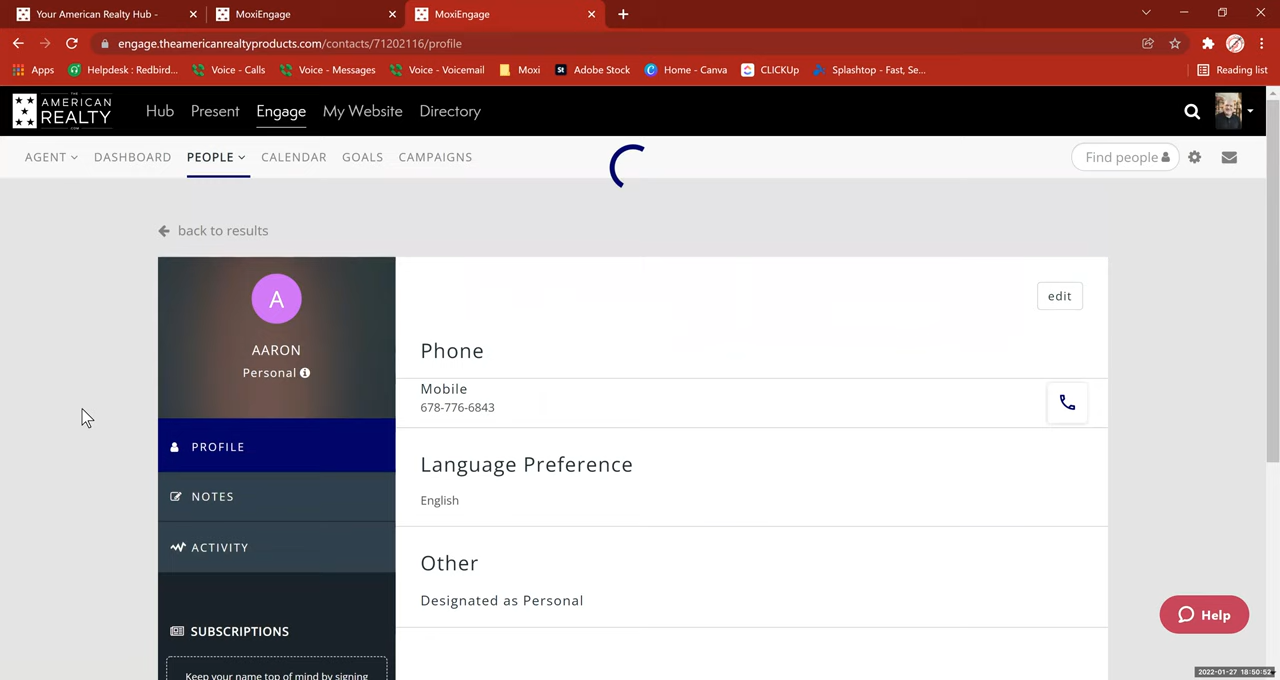 Your American Realty Hub -
MoxiEngage
MoxiEngage
engage.theamericanrealtyproducts.com/contacts/71202116/profile
Apps
Helpdesk : Redbird...
Voice - Calls
Voice - Messages
Voice - Voicemail
Moxi
St
Adobe Stock
C
Home - Canva
CLICKUp
Splashtop - Fast, Se...
Reading list
THE
AMERICAN
REALTY
.COM
Hub
Present
Engage
My Website
Directory
AGENT
DASHBOARD
PEOPLE
CALENDAR
GOALS
CAMPAIGNS
Find people
back to results
A
AARON
Personal
edit
Phone
Mobile
678-776-6843
PROFILE
Language Preference
NOTES
English
ACTIVITY
Other
Designated as Personal
Help
SUBSCRIPTIONS
Keep your name top of mind by signing
2022-01-27 18:50:52